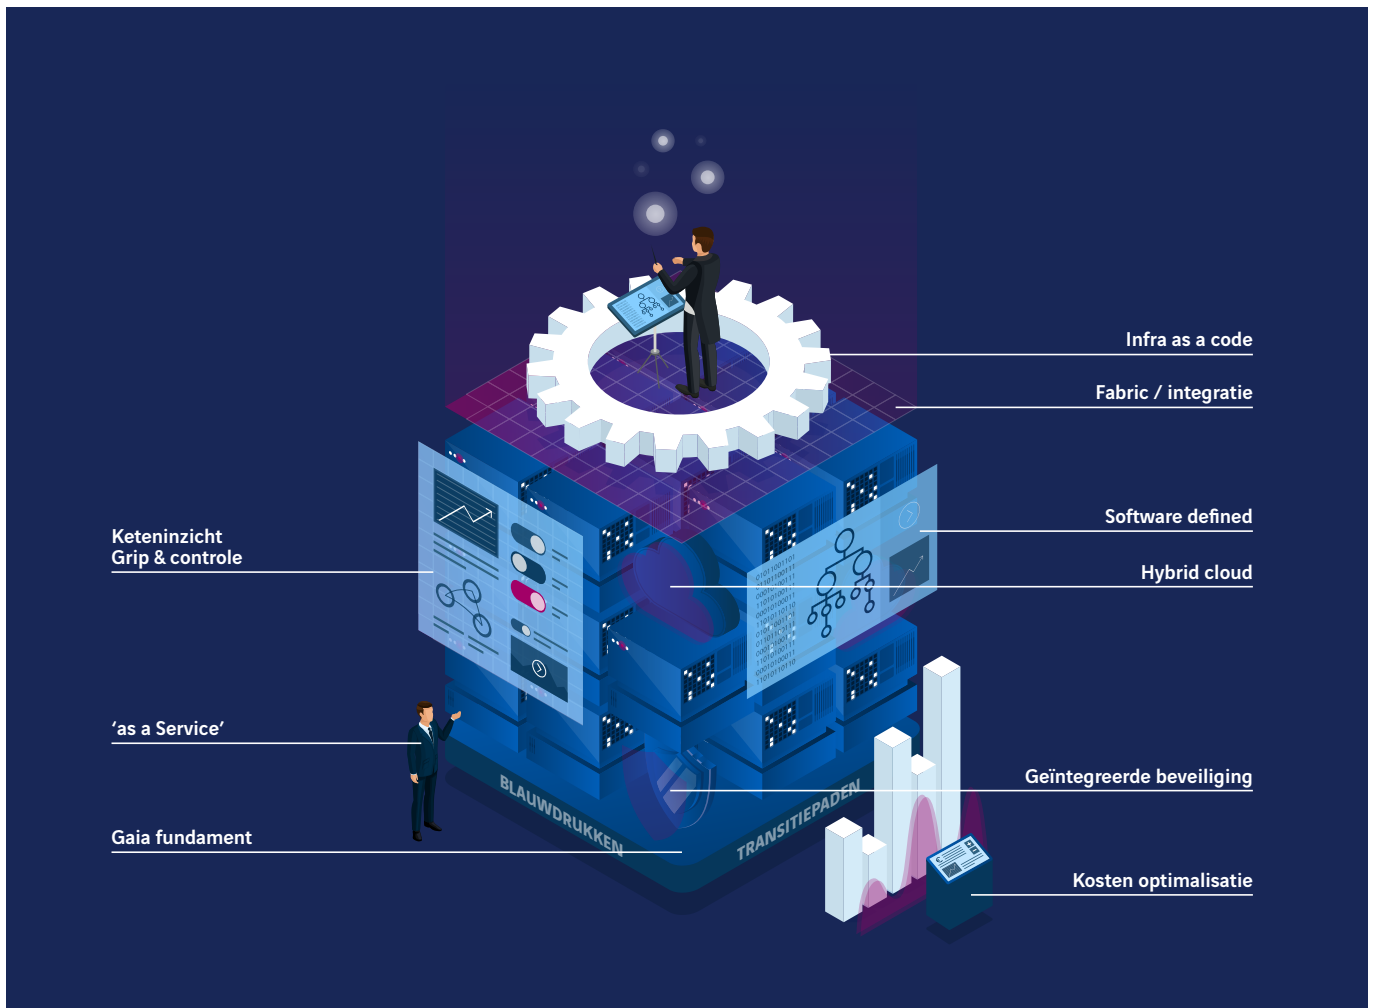 Infra as a code
Fabric / integratie
Software defined
Keteninzicht
Grip & controle
Hybrid cloud
‘as a Service’
Geïntegreerde beveiliging
Gaia fundament
Kosten optimalisatie
BLAUWDRUKKEN
TRANSITIEPADEN